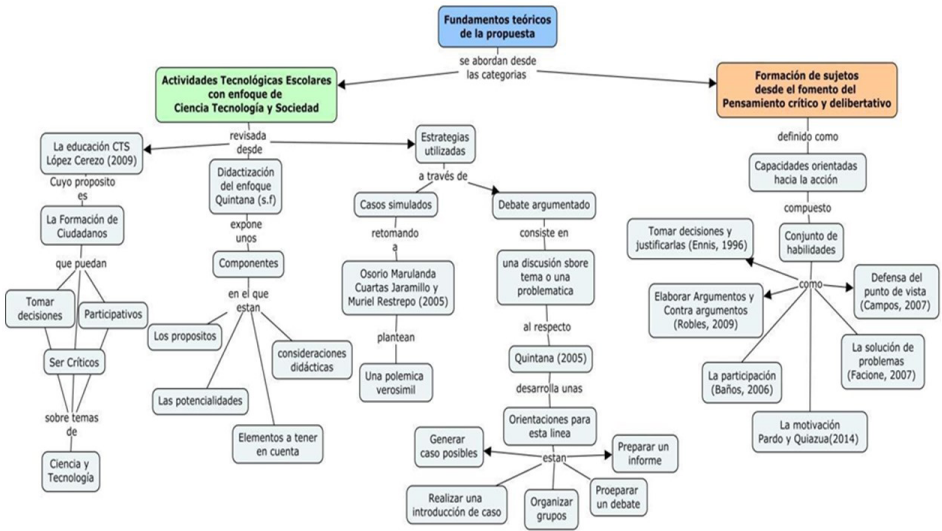 Fundamentos teóricos
de la propuesta
se abordan desde
las categorias
Actividades Tecnológicas Escolares
con enfoque de
Ciencia Tecnología y Sociedad
Formación de sujetos
desde el fomento del
Pensamiento crítico y delibertativo
revisada
desde
La educación CTS
López Cerezo (2009)
Cuyo proposito
es
La Formación de
Ciudadanos
que puedan
Tomar
decisiones
Participativos
Ser Críticos
sobre temas
de
Ciencia y
Tecnología
Didactización
del enfoque
Quintana (s.f)
expone
unos
Componentes
en el que
estan
Los propositos
Las potencialidades
Elementos a tener
en cuenta
consideraciones
didácticas
Estrategias
utilizadas
a través de
Casos simulados
retomando
a
Osorio Marulanda
Cuartas Jaramillo y
Muriel Restrepo (2005)
plantean
Una polemica
verosimil
Debate argumentado
consiste en
una discusión sbore
tema o una
problematica
al respecto
Quintana (2005)
desarrolla unas
Orientaciones para
esta linea
estan
Generar
caso posibles
Realizar una
introducción de caso
Organizar
grupos
Proeparar
un debate
Preparar un
informe
definido como
Capacidades orientadas
hacia la acción
compuesto
Conjunto de
habilidades
como
Tomar decisiones y
justificarlas (Ennis, 1996)
Elaborar Argumentos y
Contra argumentos
(Robles, 2009)
La participación
(Baños, 2006)
La motivación
Pardo y Quiazua(2014)
La solución de
problemas
(Facione, 2007)
Defensa del
punto de vista
(Campos, 2007)